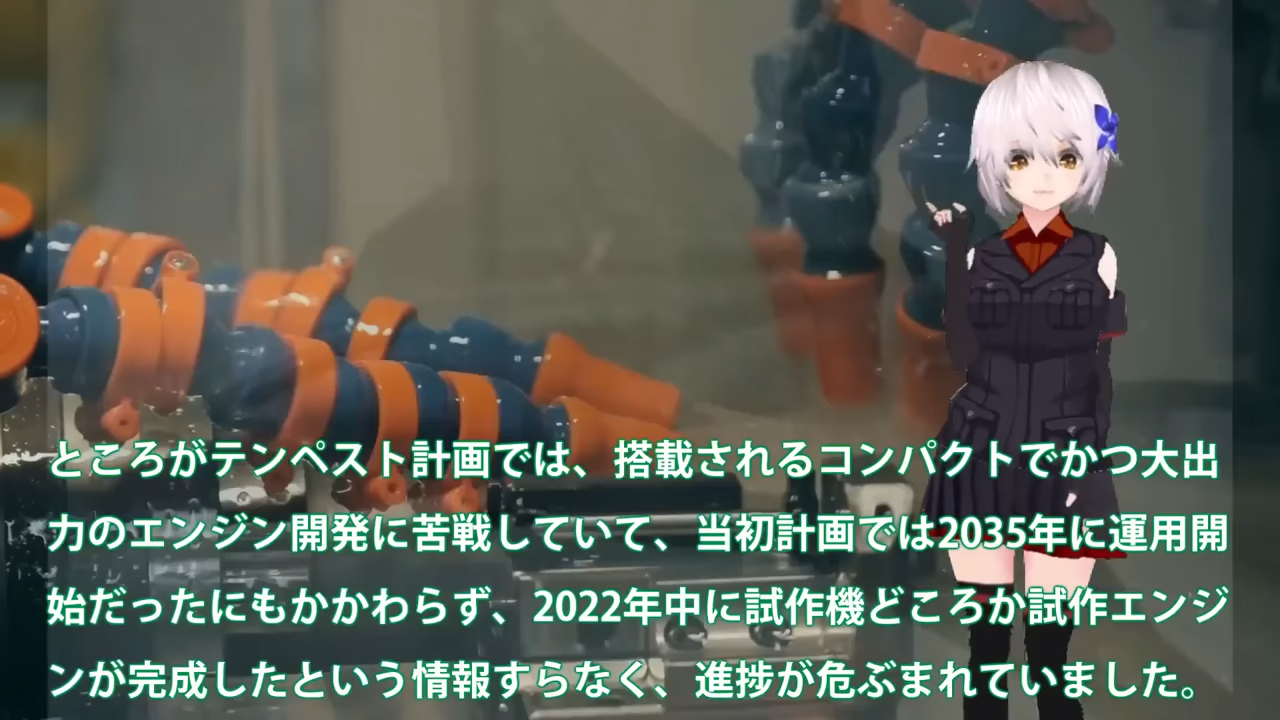 ところがテンペスト計画では、搭載されるコンパクトでかつ大出
力のエンジン開発に苦戦していて、当初計画では2035年に運用開
始だったにもかかわらず、2022年中に試作機どころか試作エンジ
ンが完成したという情報すらなく、進捗が危ぶまれていました。